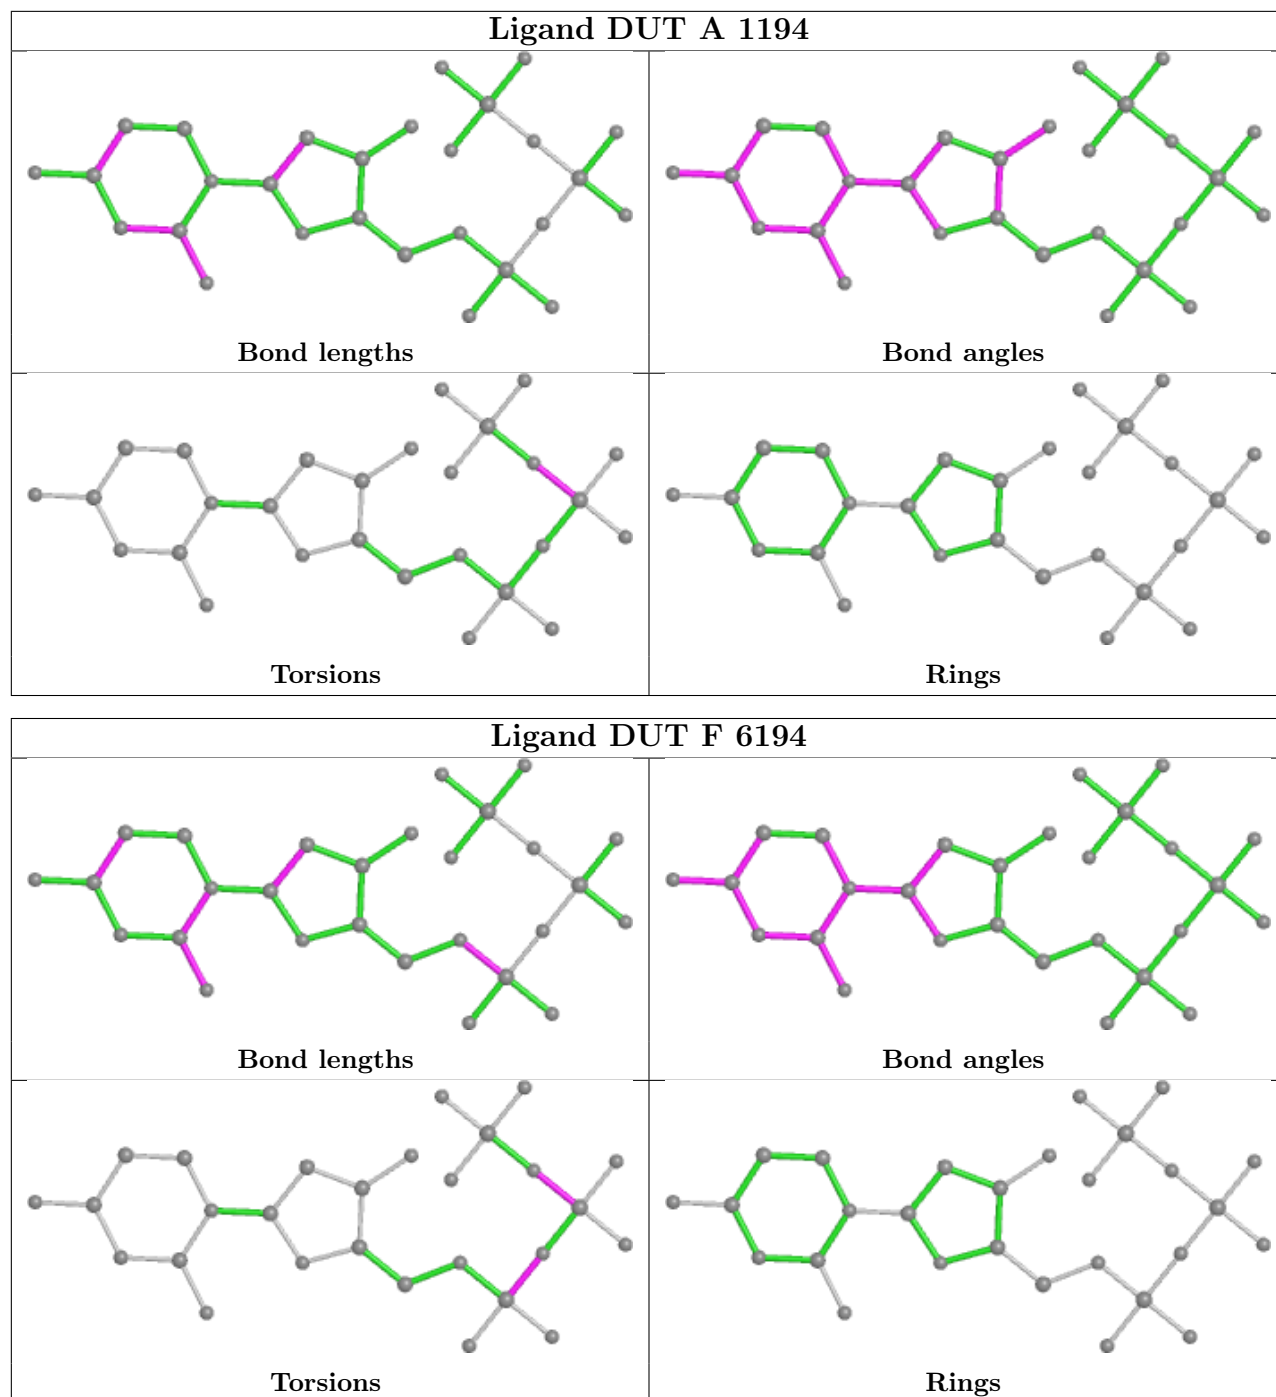 Ligand DUT A 1194
Bond lengths
Bond angles
Torsions
Rings
Ligand DUT F 6194
Bond lengths
Bond angles
Torsions
Rings